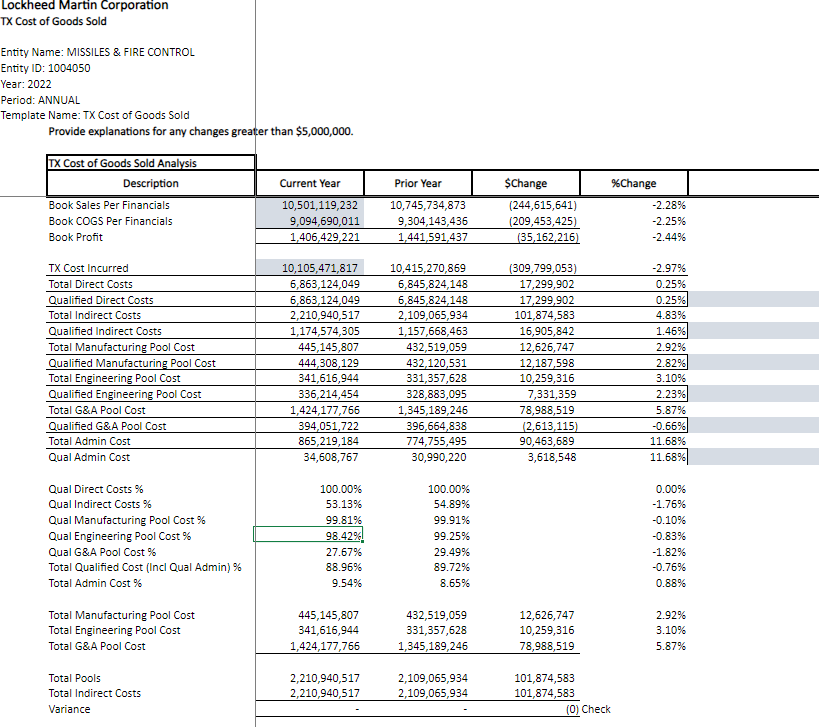 Lockheed Martin Corporation
TX Cost of Goods Sold
Entity Name: MISSILES & FIRE CONTROL
Entity ID: 1004050
Year: 2022
Period: ANNUAL
Template Name: TX Cost of Goods Sold
Provide explanations for any changes greater than $5,000,000.
TX Cost of Goods Sold Analysis
Description Current Year Prior Year $Change %Change
Book Sales Per Financials 10,501,119,232 10,745,734,873 (244,615,641) -2.28%
Book COGS Per Financials 9,094,690,011 9,304,143,436 (209,453,425) -2.25%
Book Profit 1,406,429,221 1,441,591,437 (35,162,216) -2.44%
TX Cost Incurred 10,105,471,817 10,415,270,869 (309,799,053) -2.97%
Total Direct Costs 6,863,124,049 6,845,824,148 17,299,902 0.25%
Qualified Direct Costs 6,863,124,049 6,845,824,148 17,299,902 0.25%
Total Indirect Costs 2,210,940,517 2,109,065,934 101,874,583 4.83%
Qualified Indirect Costs 1,174,574,305 1,157,668,463 16,905,842 1.46%
Total Manufacturing Pool Cost 445,145,807 432,519,059 12,626,747 2.92%
Qualified Manufacturing Pool Cost 444,308,129 432,120,531 12,187,598 2.82%
Total Engineering Pool Cost 341,616,944 331,357,628 10,259,316 3.10%
Qualified Engineering Pool Cost 336,214,454 328,883,095 7,331,359 2.23%
Total G&A Pool Cost 1,424,177,766 1,345,189,246 78,988,519 5.87%
Qualified G&A Pool Cost 394,051,722 396,664,838 (2,613,115) -0.66%
Total Admin Cost 865,219,184 774,755,495 90,463,689 11.68%
Qual Admin Cost 34,608,767 30,990,220 3,618,548 11.68%
Qual Direct Costs % 100.00% 100.00% 0.00%
Qual Indirect Costs % 53.13% 54.89% -1.76%
Qual Manufacturing Pool Cost % 99.81% 99.91% -0.10%
Qual Engineering Pool Cost % 98.42% 99.25% -0.83%
Qual G&A Pool Cost % 27.67% 29.49% -1.82%
Total Qualified Cost (Incl Qual Admin) % 88.96% 89.72% -0.76%
Total Admin Cost % 9.54% 8.65% 0.88%
Total Manufacturing Pool Cost 445,145,807 432,519,059 12,626,747 2.92%
Total Engineering Pool Cost 341,616,944 331,357,628 10,259,316 3.10%
Total G&A Pool Cost 1,424,177,766 1,345,189,246 78,988,519 5.87%
Total Pools 2,210,940,517 2,109,065,934 101,874,583
Total Indirect Costs 2,210,940,517 2,109,065,934 101,874,583
Variance - - (0) Check